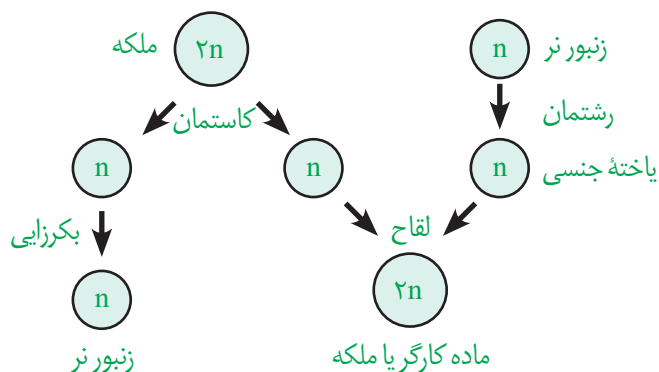 زنبور نر
n
ملکه
۲n
رشتمان
کاستمان
یاختهٔ جنسی
n
n
n
لقاح
بکرزایی
۲n
n
ماده کارگر یا ملکه
زنبور نر